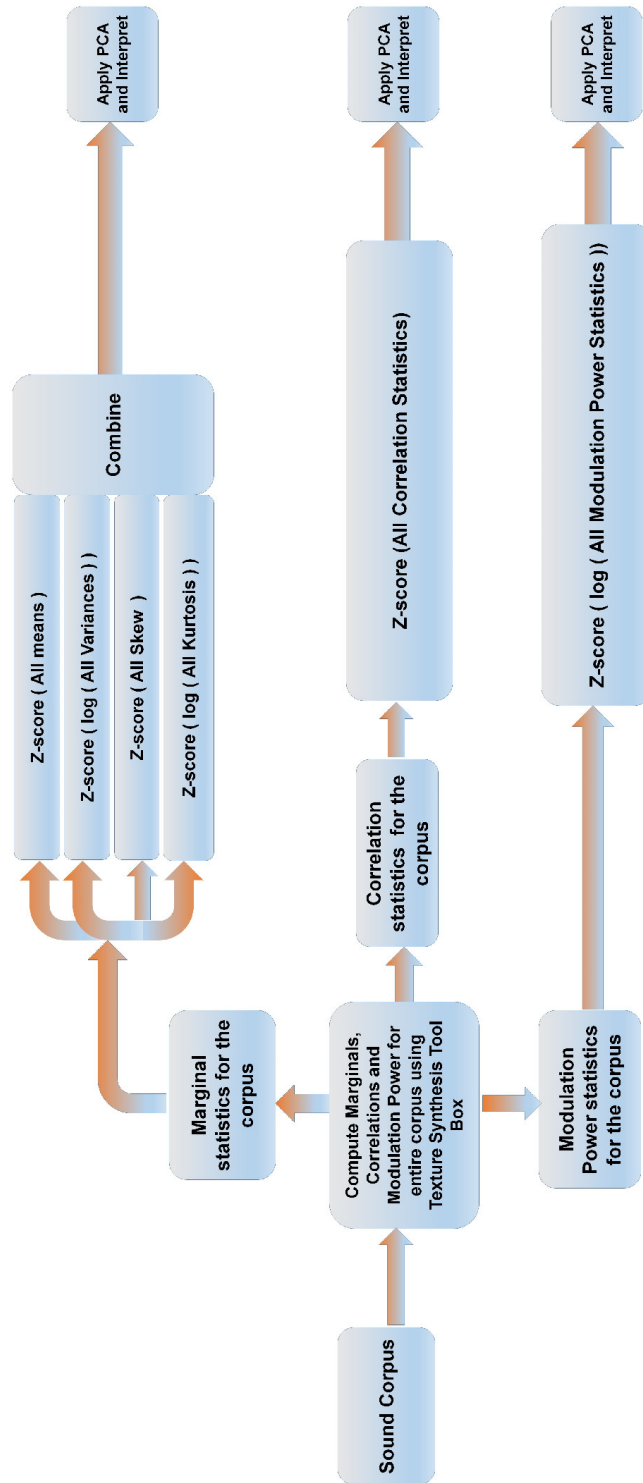 Sound Corpus
Compute Marginals,
Correlations and
Modulation Power for
entire corpus using
Texture Synthesis Tool
Box
Marginal
statistics for the
corpus
Z-score ( All means )
Z-score ( log ( All Variances ) )
Z-score ( All Skew )
Z-score ( log ( All Kurtosis ) )
Combine
Apply PCA
and Interpret
Correlation
statistics for the
corpus
Z-score (All Correlation Statistics)
Apply PCA
and Interpret
Modulation
Power statistics
for the corpus
Z-score ( log ( All Modulation Power Statistics ))
Apply PCA
and Interpret